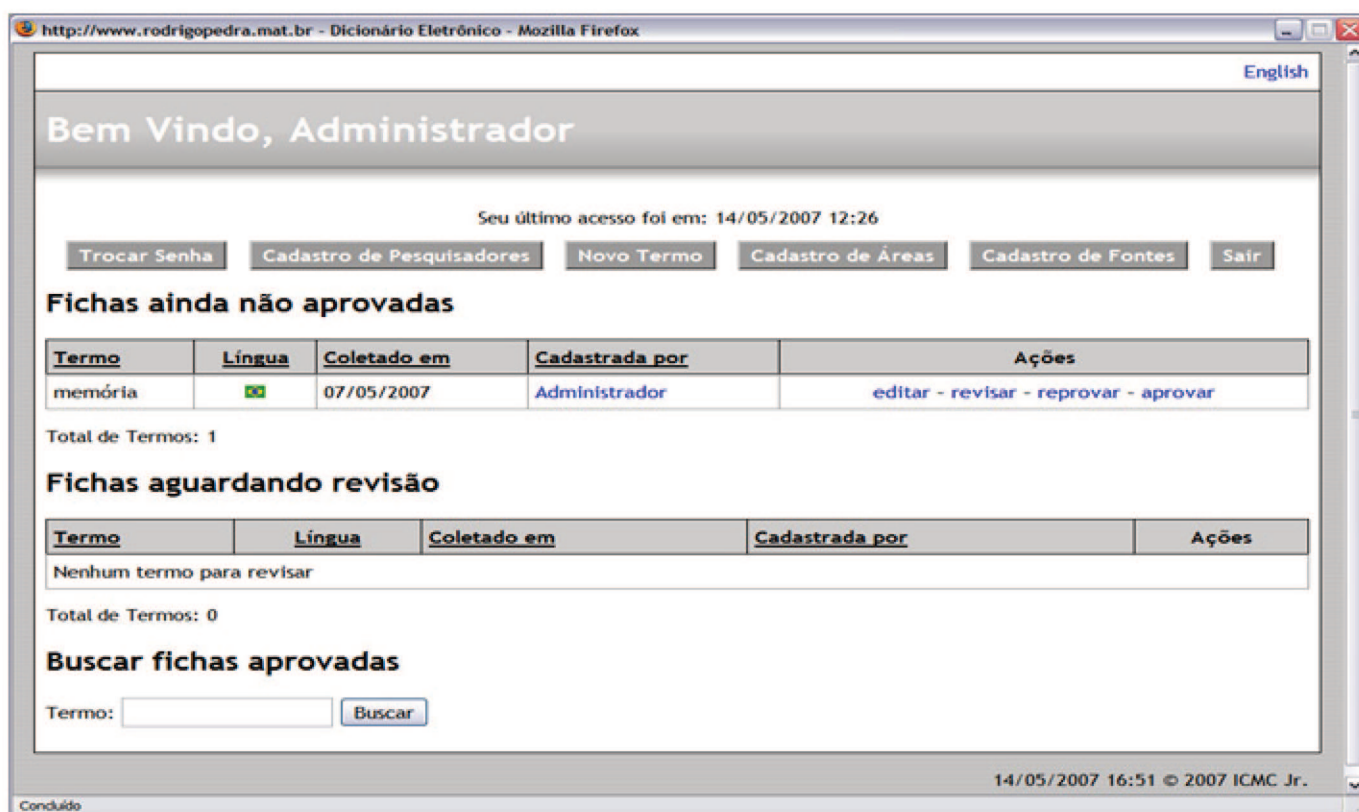 http://www.rodrigopedra.mat.br - Dicionário Eletrônico - Mozilla Firefox
English
Bem Vindo, Administrador
Seu último acesso foi em: 14/05/2007 12:26
Trocar Senha Cadastro de Pesquisadores Novo Termo Cadastro de Áreas Cadastro de Fontes Sair
Fichas ainda não aprovadas
Termo Língua Coletado em Cadastrada por Ações
memória 07/05/2007 Administrador editar - revisar - reprovar - aprovar
Total de Termos: 1
Fichas aguardando revisão
Termo Língua Coletado em Cadastrada por Ações
Nenhum termo para revisar
Total de Termos: 0
Buscar fichas aprovadas
Termo: Buscar
14/05/2007 16:51 © 2007 ICMC Jr.
Concluído